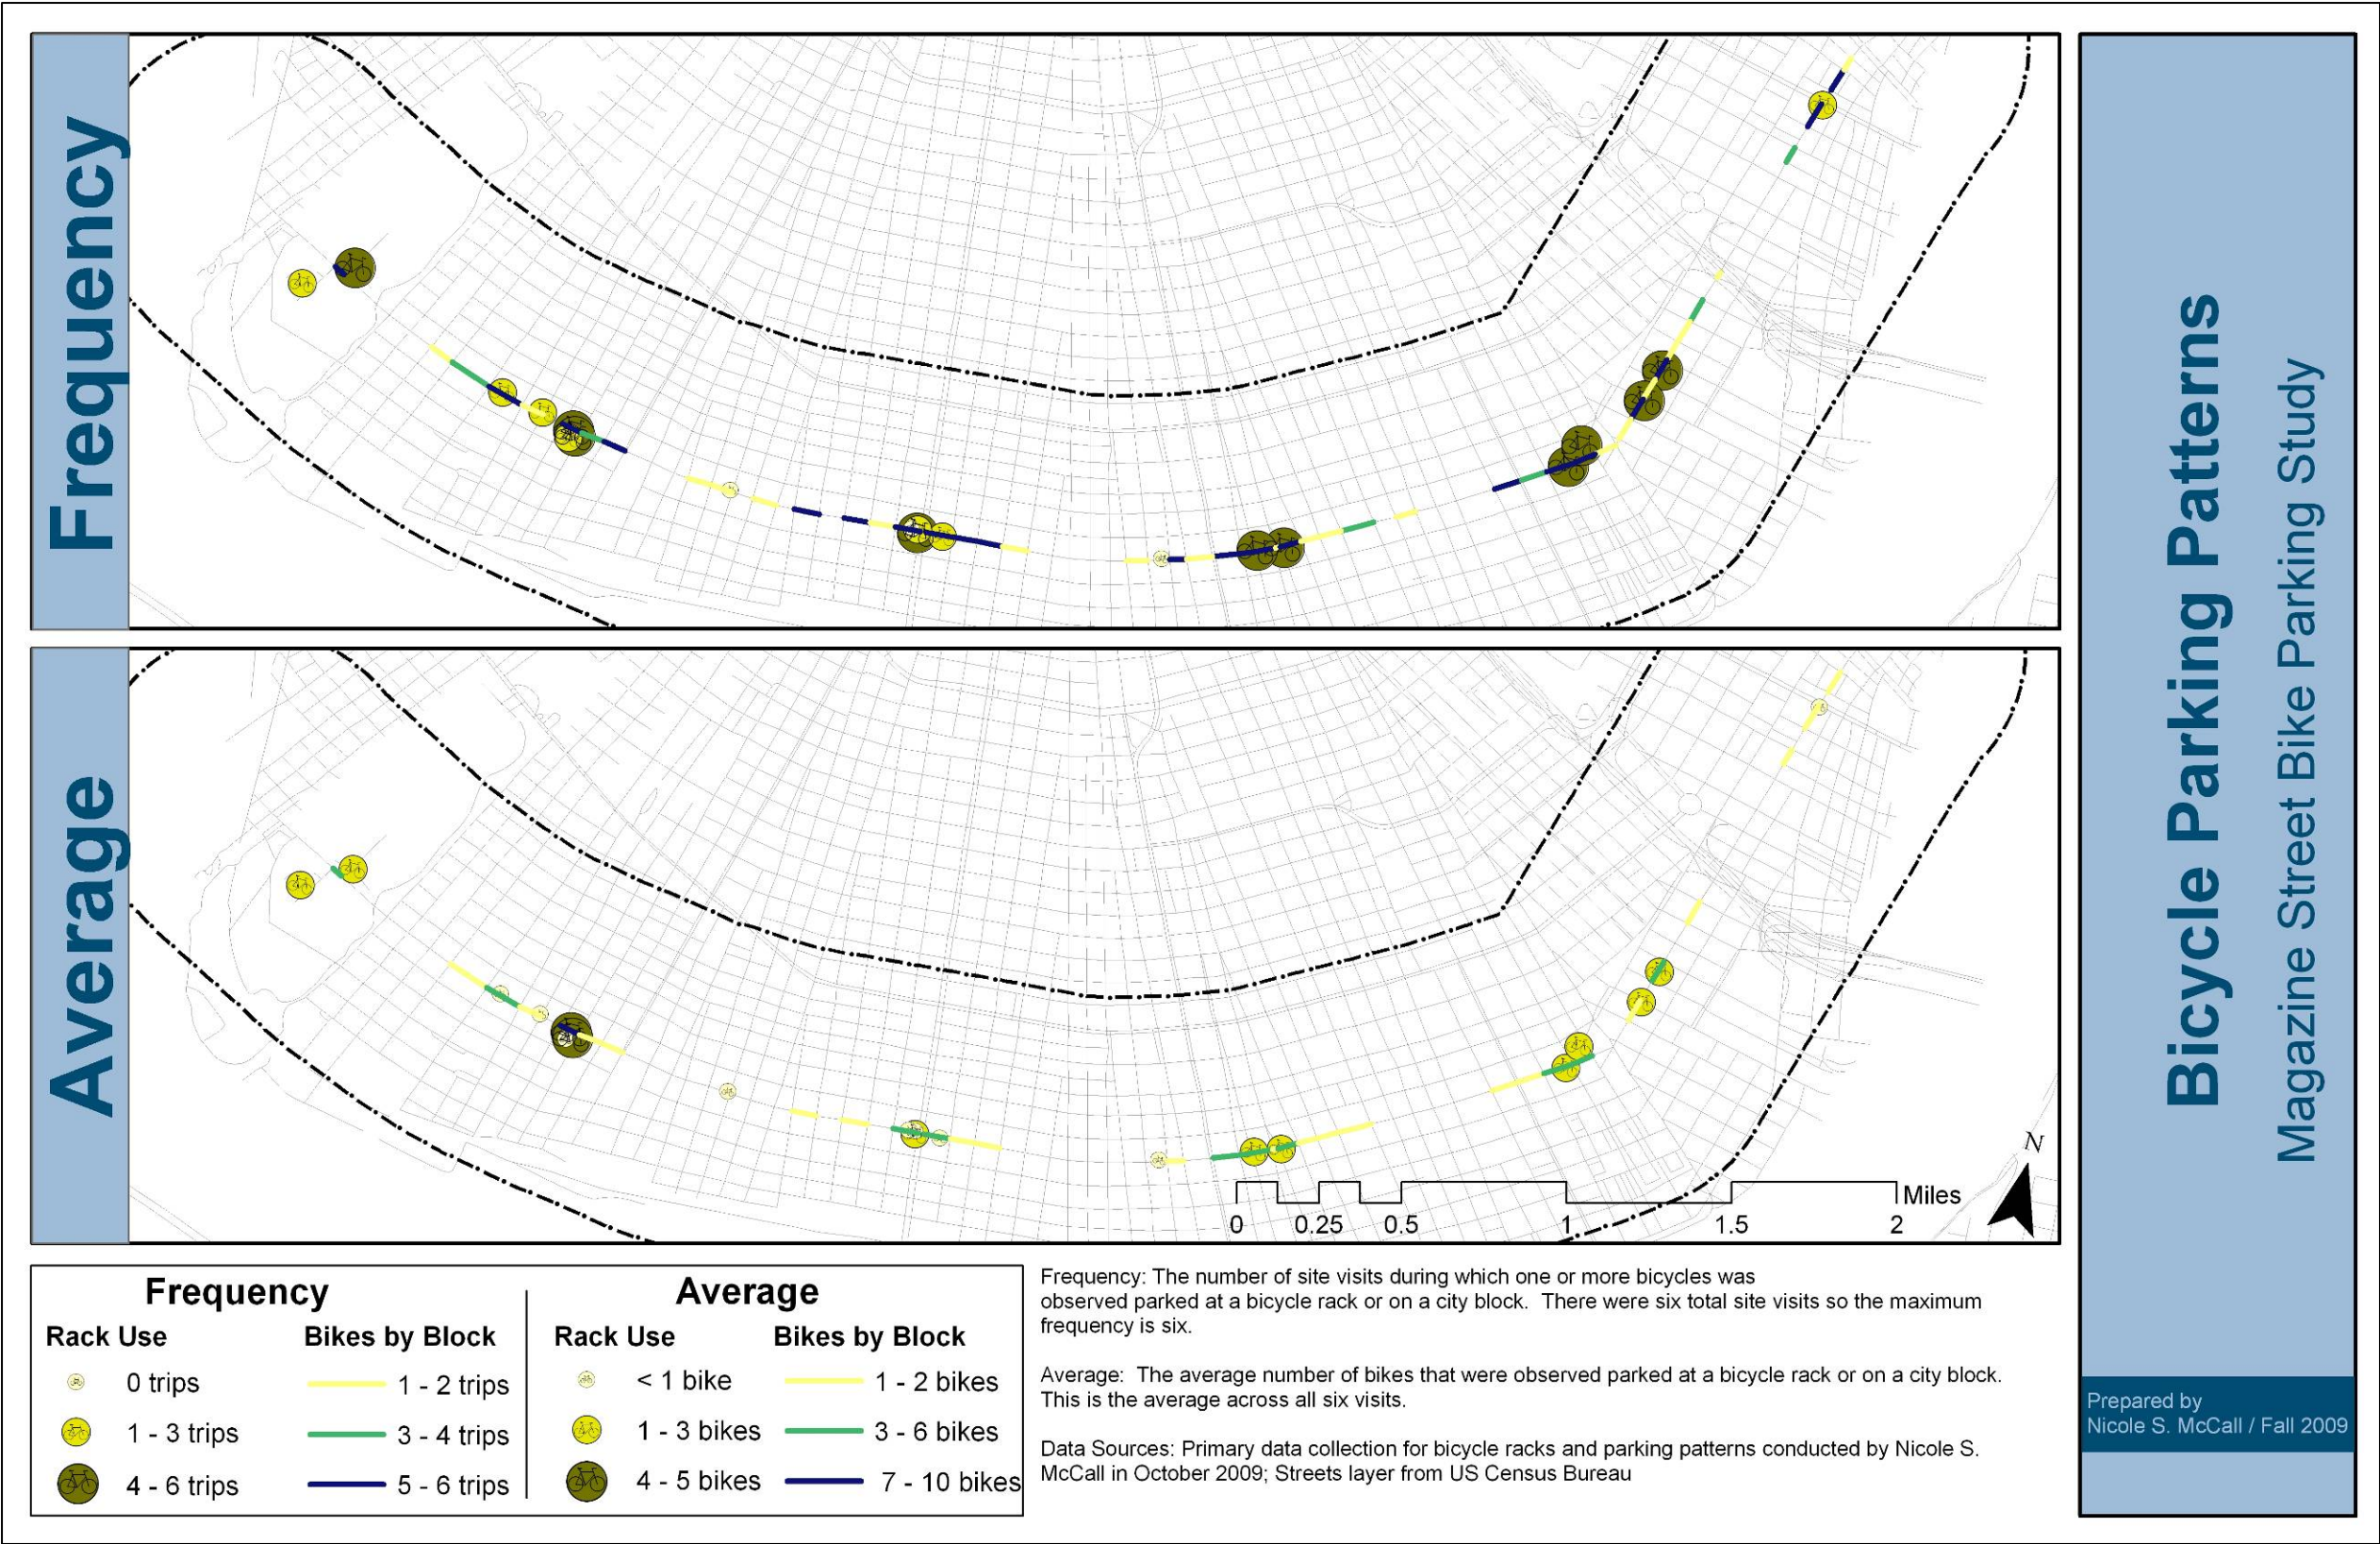 Frequency
Average
Bicycle Parking Patterns
Magazine Street Bike Parking Study
N
Miles
0 0.25 0.5 1 1.5 2
Frequency
Rack Use Bikes by Block
0 trips 1 - 2 trips
1 - 3 trips 3 - 4 trips
4 - 6 trips 5 - 6 trips
Average
Rack Use Bikes by Block
< 1 bike 1 - 2 bikes
1 - 3 bikes 3 - 6 bikes
4 - 5 bikes 7 - 10 bikes
Frequency: The number of site visits during which one or more bicycles was
observed parked at a bicycle rack or on a city block. There were six total site visits so the maximum
frequency is six.
Average: The average number of bikes that were observed parked at a bicycle rack or on a city block.
This is the average across all six visits.
Data Sources: Primary data collection for bicycle racks and parking patterns conducted by Nicole S.
McCall in October 2009; Streets layer from US Census Bureau
Prepared by
Nicole S. McCall / Fall 2009